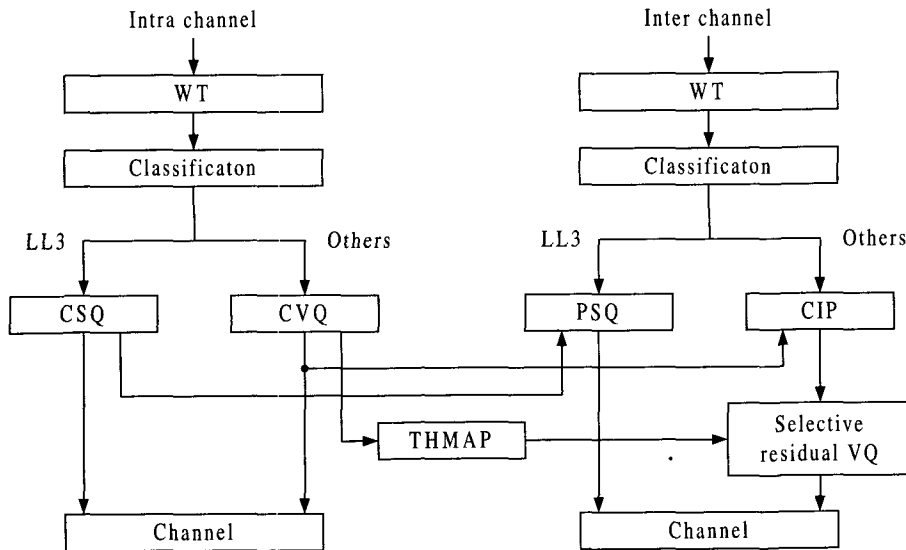 Intra channel
Inter channel
WT
WT
Classificaton
Classificaton
LL3
Others
LL3
Others
CSQ
CVQ
PSQ
CIP
THMAP
Selective
residual VQ
Channel
Channel